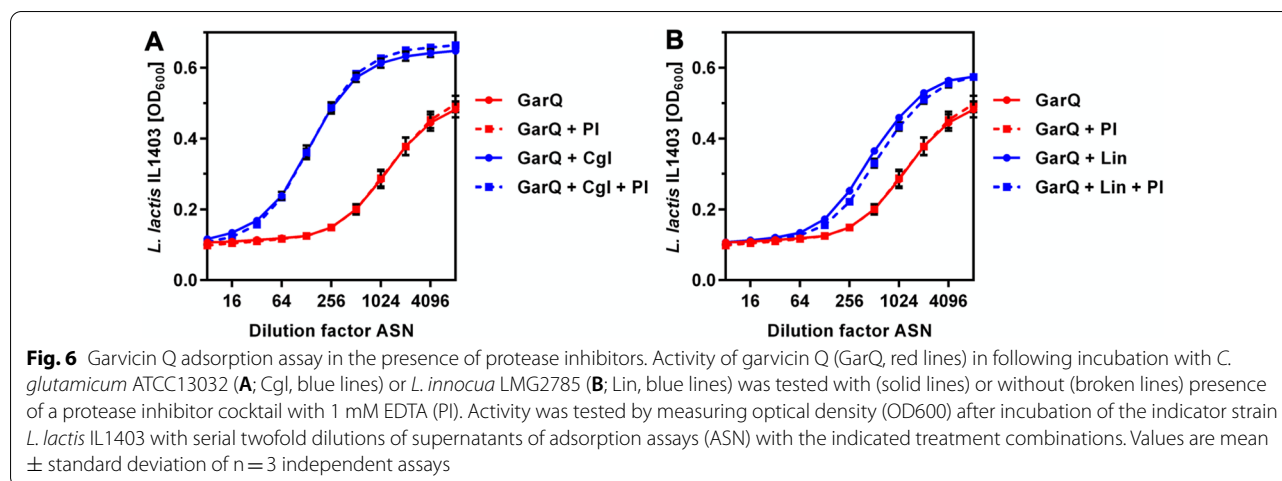 A
L. lactis IL1403 [OD600]
0.6
0.4
0.2
0.0
16 64 256 1024 4096
Dilution factor ASN
GarQ
GarQ + PI
GarQ + Cgl
GarQ + Cgl + PI
B
L. lactis IL1403 [OD600]
0.6
0.4
0.2
0.0
16 64 256 1024 4096
Dilution factor ASN
GarQ
GarQ + PI
GarQ + Lin
GarQ + Lin + PI
Fig. 6 Garvicin Q adsorption assay in the presence of protease inhibitors. Activity of garvicin Q (GarQ, red lines) in following incubation with C.
glutamicum ATCC13032 (A; Cgl, blue lines) or L. innocua LMG2785 (B; Lin, blue lines) was tested with (solid lines) or without (broken lines) presence
of a protease inhibitor cocktail with 1 mM EDTA (PI). Activity was tested by measuring optical density (OD600) after incubation of the indicator strain
L. lactis IL1403 with serial twofold dilutions of supernatants of adsorption assays (ASN) with the indicated treatment combinations. Values are mean
± standard deviation of n = 3 independent assays